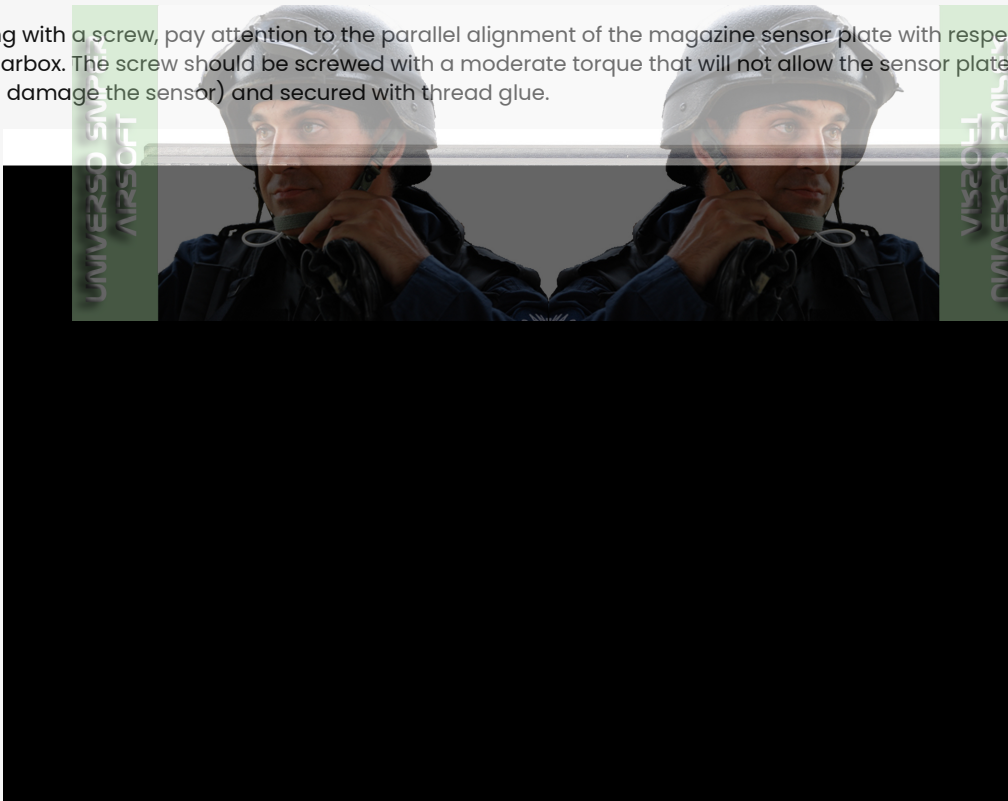 g with a screw, pay attention to the parallel alignment of the magazine sensor plate with respe
arbox. The screw should be screwed with a moderate torque that will not allow the sensor plate
damage the sensor) and secured with thread glue.
UNIVERSO
AIRSOFT